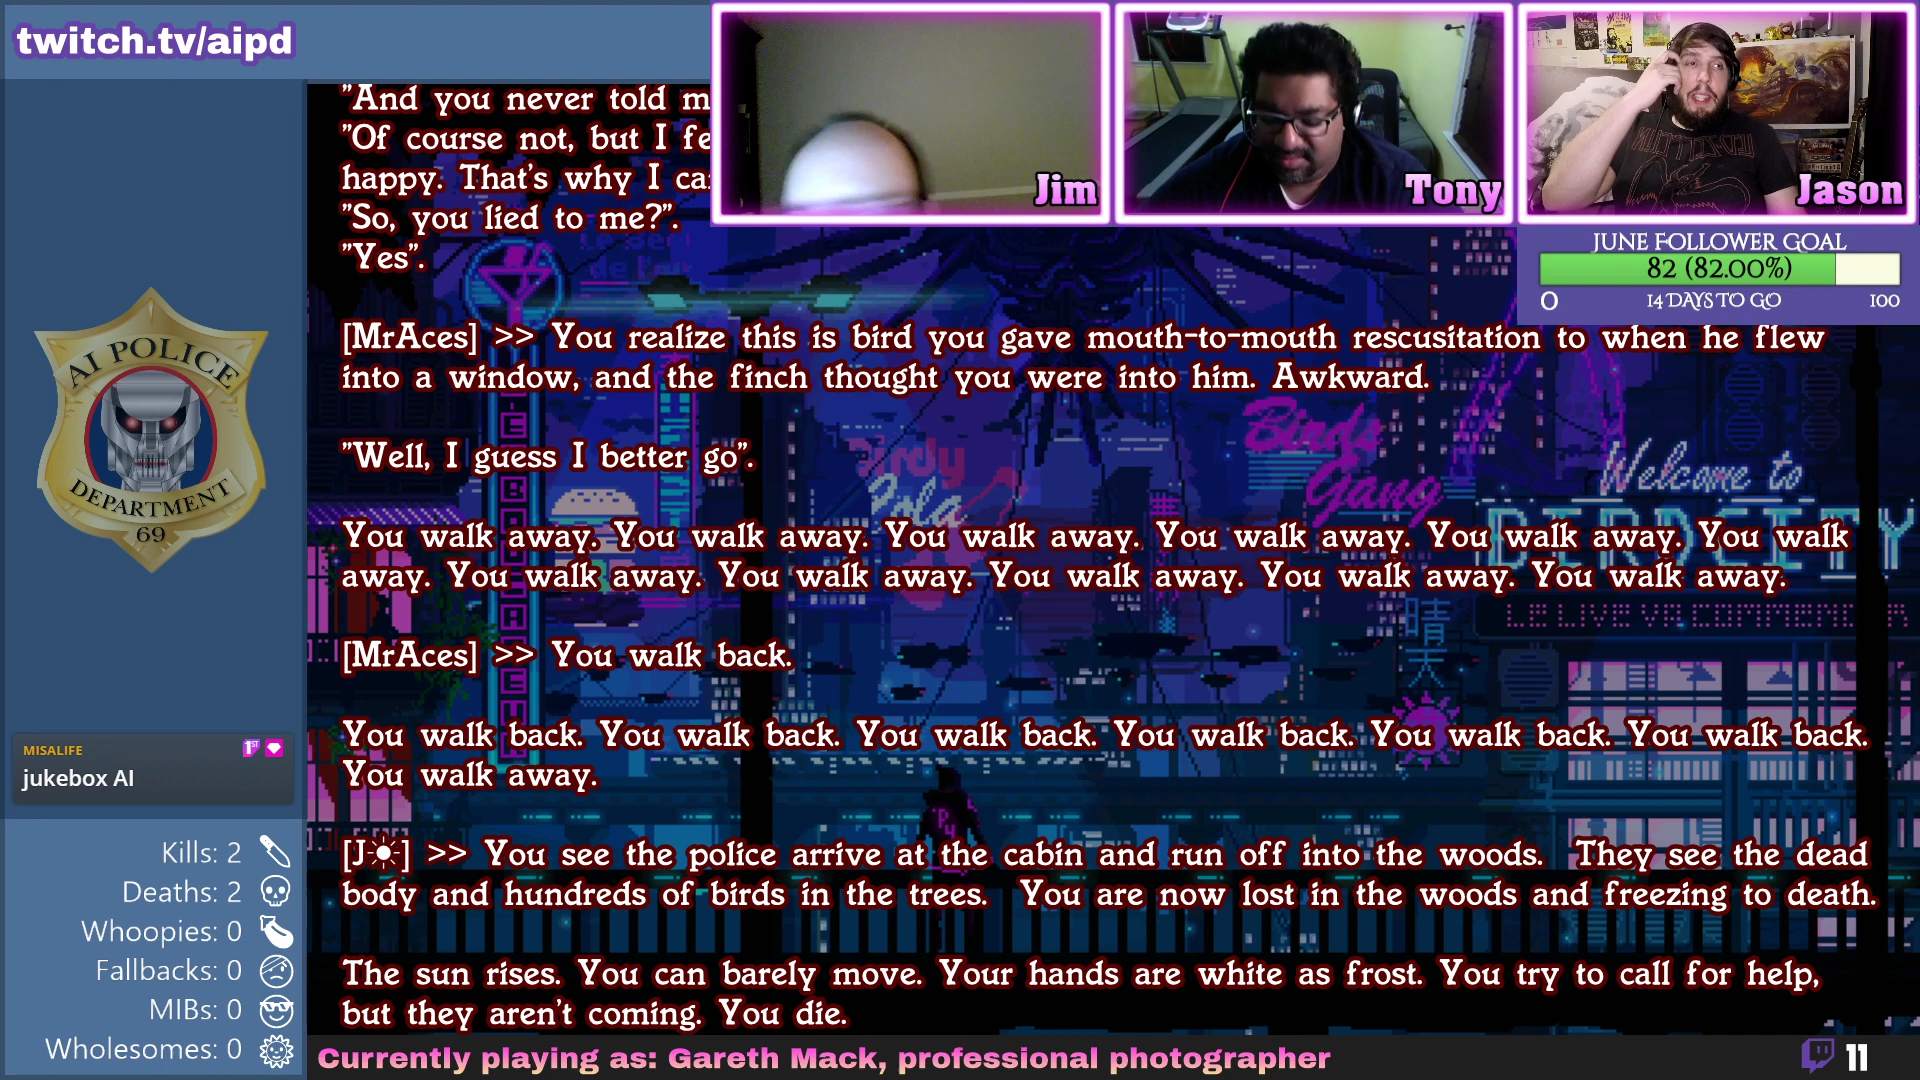 twitch.tv/aipd
Jim
Tony
Jason
JUNE FOLLOWER GOAL
82 (82.00%)
0 14 DAYS TO GO 100
"And you never told m
"Of course not, but I fe
happy. That's why I ca
"So, you lied to me?".
"Yes".
[MrAces] >> You realize this is bird you gave mouth-to-mouth rescusitation to when he flew
into a window, and the finch thought you were into him. Awkward.
"Well, I guess I better go".
You walk away. You walk away. You walk away. You walk away. You walk away. You walk
away. You walk away. You walk away. You walk away. You walk away. You walk away.
[MrAces] >> You walk back.
You walk back. You walk back. You walk back. You walk back. You walk back. You walk back.
You walk away.
[J☀] >> You see the police arrive at the cabin and run off into the woods.  They see the dead
body and hundreds of birds in the trees.  You are now lost in the woods and freezing to death.
The sun rises. You can barely move. Your hands are white as frost. You try to call for help,
but they aren't coming. You die.
Birds
Gang
Welcome to
BIRDCITY
晴天
AI POLICE
DEPARTMENT
69
MISALIFE
1ST
jukebox AI
Kills: 2
Deaths: 2
Whoopies: 0
Fallbacks: 0
MIBs: 0
Wholesomes: 0
Currently playing as: Gareth Mack, professional photographer
11